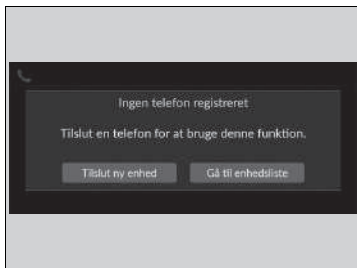 Ingen telefon registreret
Tilslut en telefon for at bruge denne funktion.
Tilslut ny enhed
Gå til enhedsliste